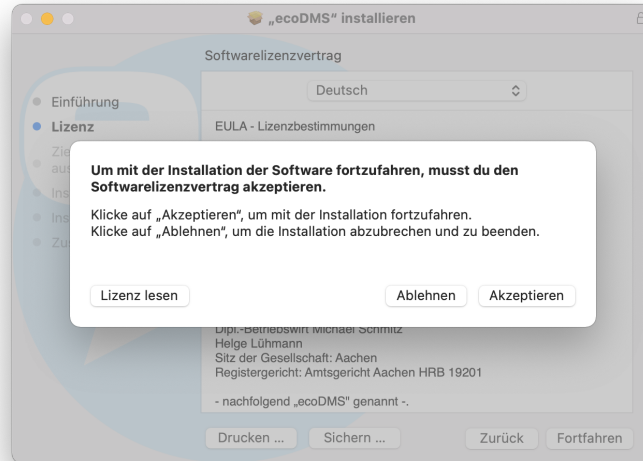 „ecoDMS" installieren
Softwarelizenzvertrag
Deutsch
Einführung
Lizenz
EULA - Lizenzbestimmungen
Um mit der Installation der Software fortzufahren, musst du den
Softwarelizenzvertrag akzeptieren.
Klicke auf „Akzeptieren“, um mit der Installation fortzufahren.
Klicke auf „Ablehnen“, um die Installation abzubrechen und zu beenden.
Lizenz lesen
Ablehnen
Akzeptieren
Dipl.-Betriebswirt Michael Schmitz
Helge Lühmann
Sitz der Gesellschaft: Aachen
Registergericht: Amtsgericht Aachen HRB 19201
- nachfolgend „ecoDMS" genannt -.
Drucken ...
Sichern ...
Zurück
Fortfahren